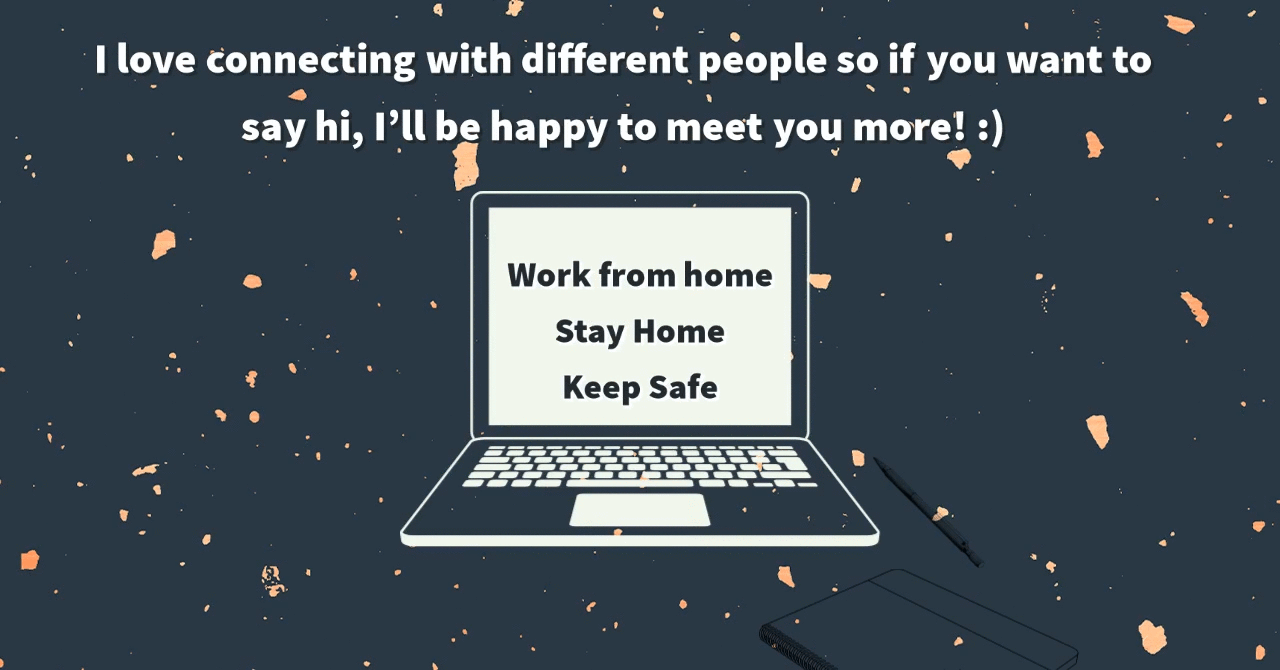 I love connecting with different people so if you want to
say hi, I’ll be happy to meet you more! :)
Work from home
Stay Home
Keep Safe